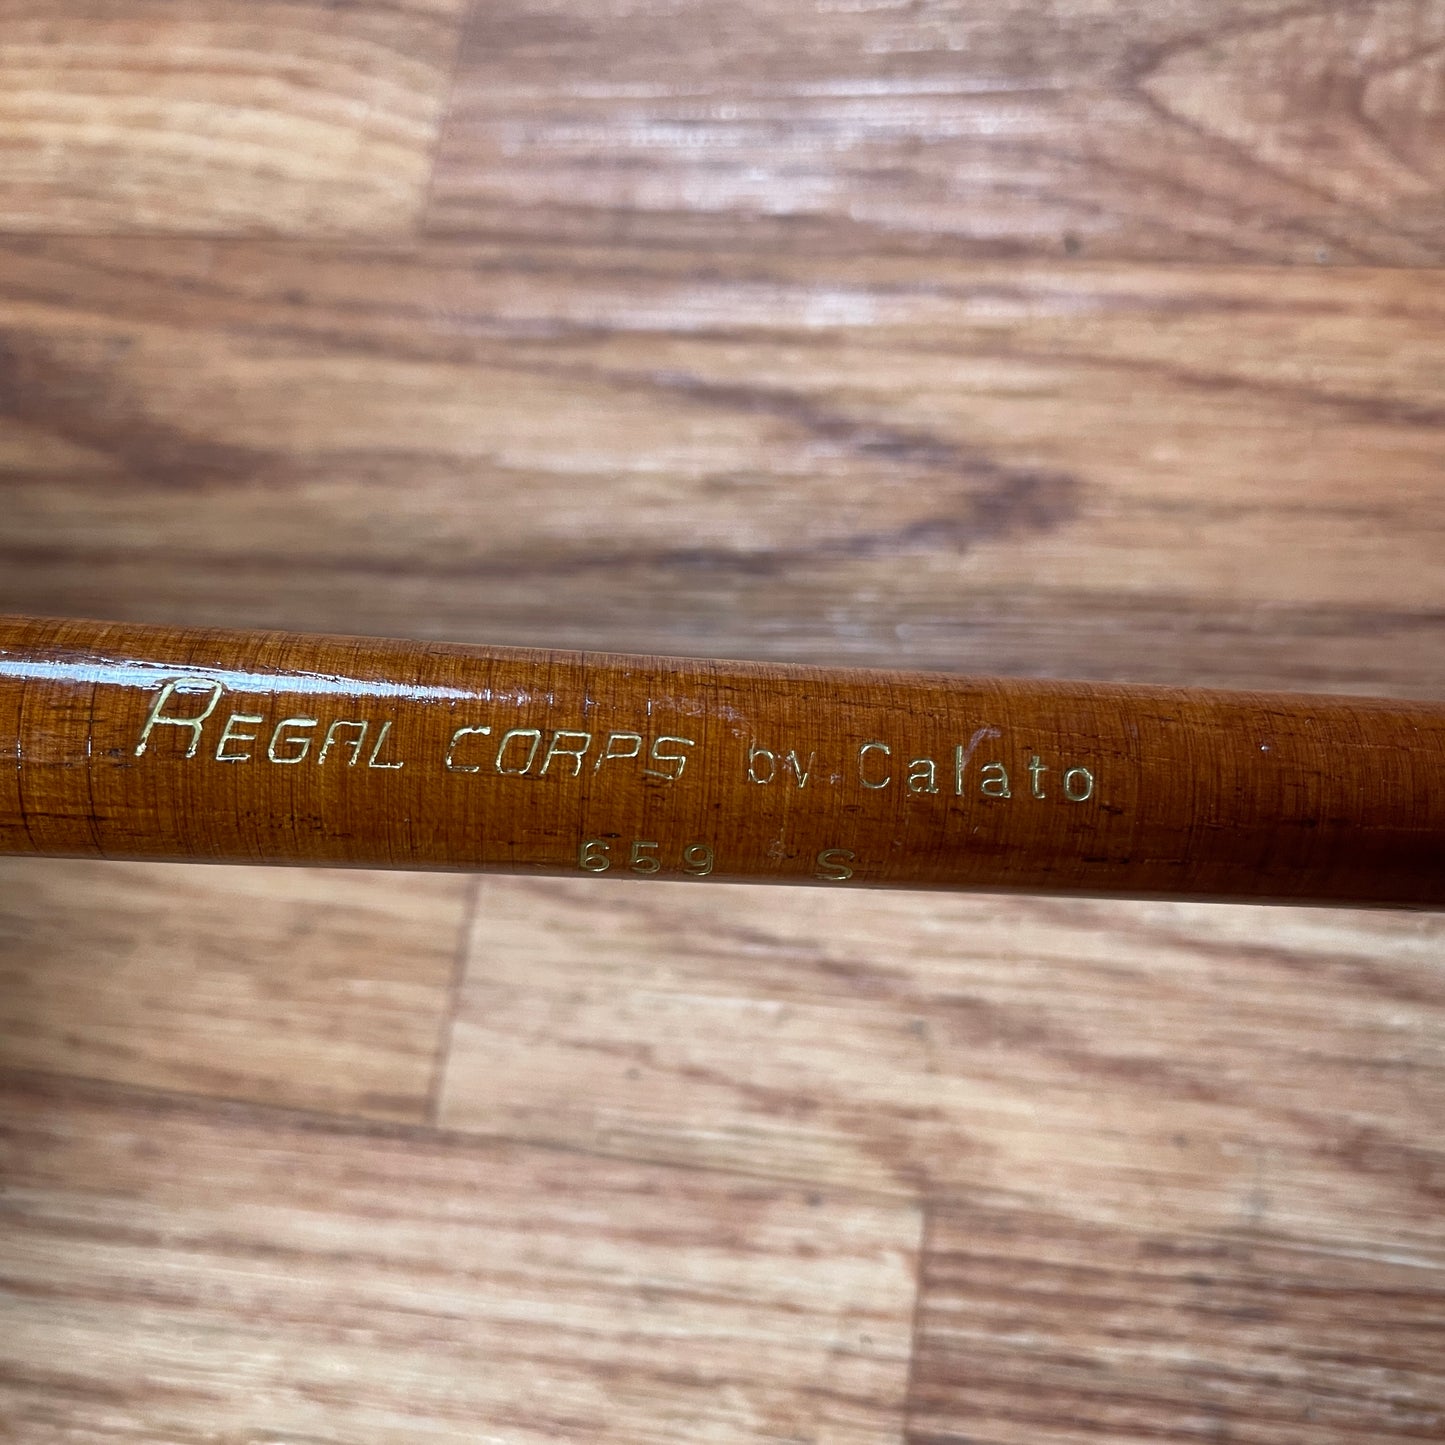 REGAL CORPS by Calato
659 S